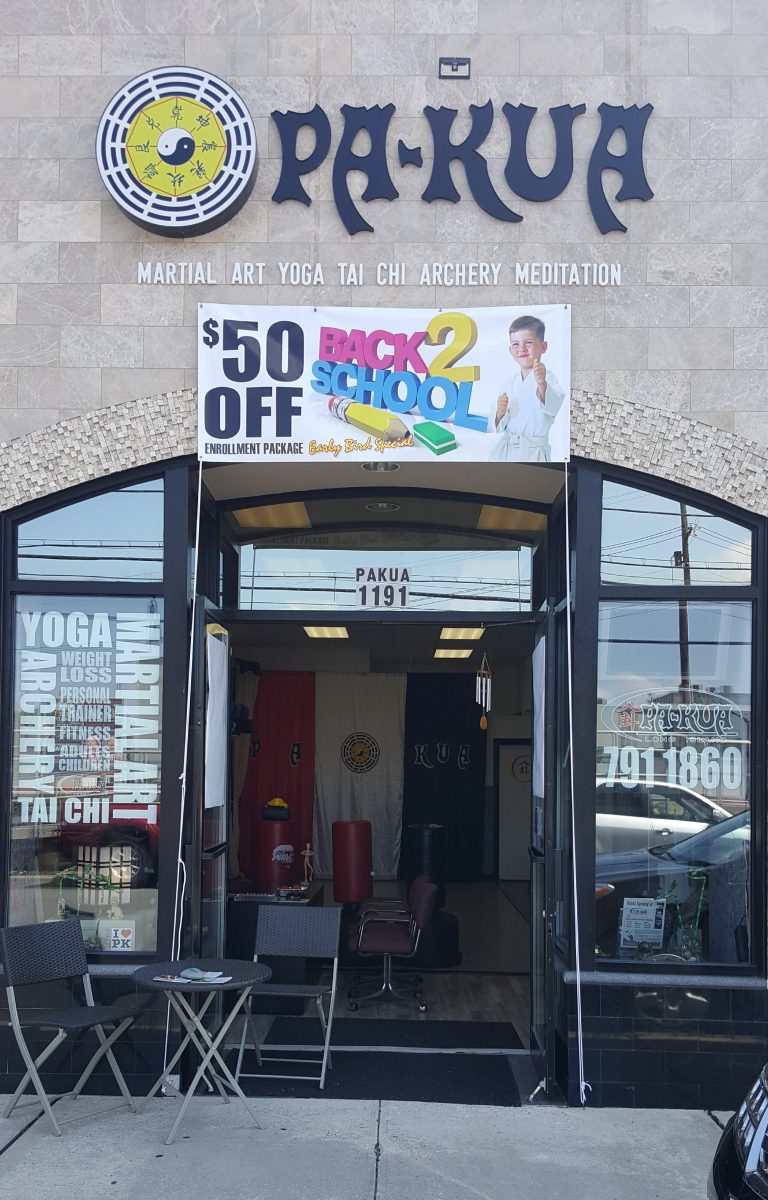 PA-KUA
MARTIAL ART YOGA TAI CHI ARCHERY MEDITATION
$50
OFF
ENROLLMENT PACKAGE
BACK 2
SCHOOL
Early Bird Special
PAKUA
1191
YOGA
MARTIAL ART
ARCHERY
WEIGHT
LOSS
PERSONAL
TRAINER
FITNESS
ADULTS
CHILDREN
TAI CHI
I ♥
PK
P A
K U A
PA-KUA
791 1860